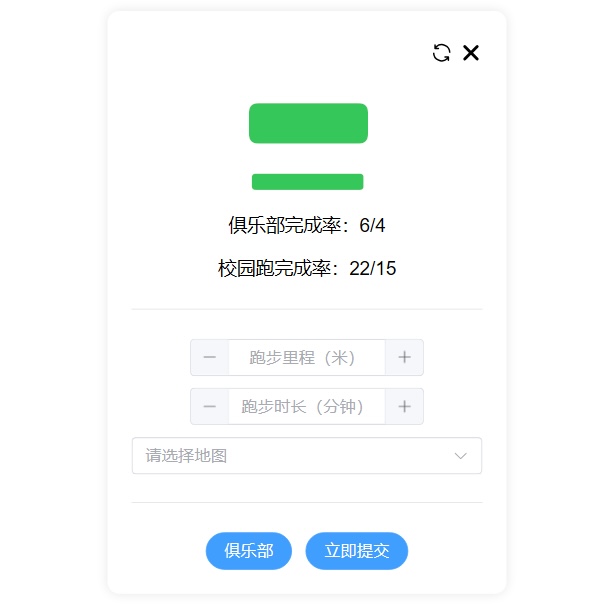 俱乐部完成率：6/4
校园跑完成率：22/15
跑步里程（米）
跑步时长（分钟）
请选择地图
俱乐部 立即提交